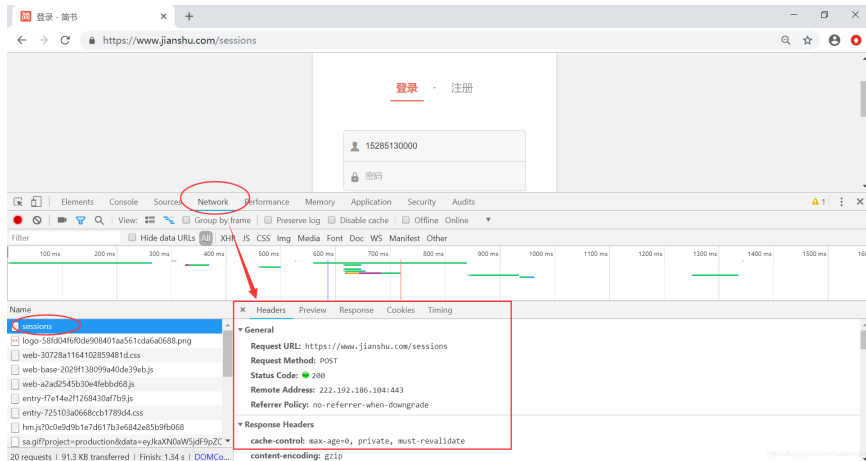 登录 - 简书
https://www.jianshu.com/sessions
登录 · 注册
15285130000
密码
Elements Console Sources Network Performance Memory Application Security Audits 1
View: Group by frame Preserve log Disable cache Offline Online
Filter Hide data URLs All XHR JS CSS Img Media Font Doc WS Manifest Other
100 ms 200 ms 300 ms 400 ms 500 ms 600 ms 700 ms 800 ms 900 ms 1000 ms 1100 ms 1200 ms 1300 ms 1400 ms 1500 ms 16
Name
× Headers Preview Response Cookies Timing
sessions
logo-58fd04f6f0de908401aa561cda6a0688.png
web-30728a1164102859481d.css
web-base-2029f138099a40de39eb.js
web-a2ad2545b30e4febbd68.js
entry-f7e14e2f1268430af7b9.js
entry-725103a0668ccb1789d4.css
hm.js?0c0e9d9b1e7d617b3e6842e85b9fb068
sa.gif?project=production&data=eyJkaXN0aW5jdF9pZC
20 requests | 91.3 KB transferred | Finish: 1.34 s | DOMCo...
General
Request URL: https://www.jianshu.com/sessions
Request Method: POST
Status Code: 200
Remote Address: 222.192.186.104:443
Referrer Policy: no-referrer-when-downgrade
Response Headers
cache-control: max-age=0, private, must-revalidate
content-encoding: gzip